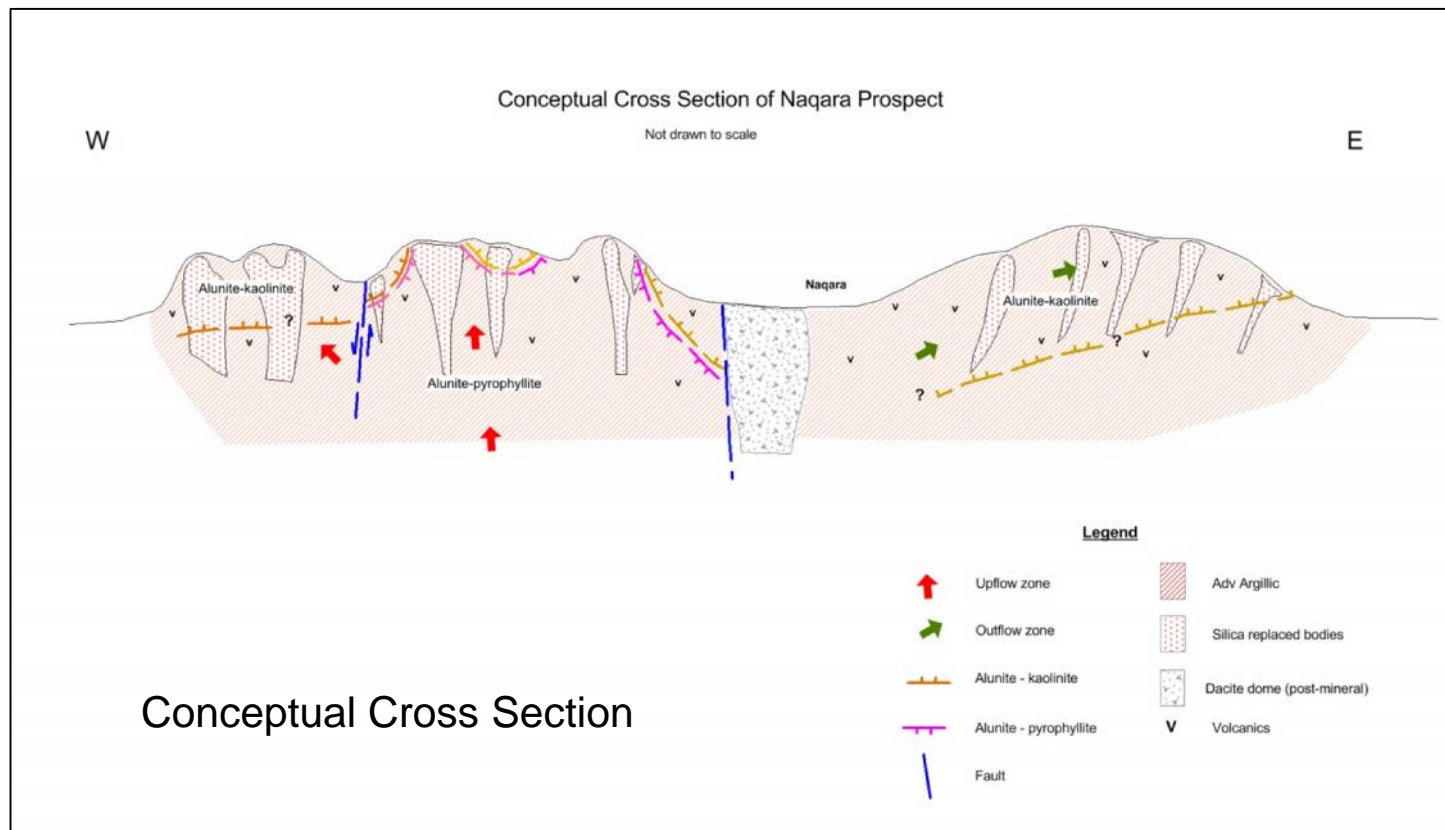 Conceptual Cross Section of Naqara Prospect
Not drawn to scale
W
E
Naqara
Alunite-kaolinite
v
v
v
v
Alunite-kaolinite
v
v
v
v
?
v
v
v
v
?
v
v
v
Alunite-pyrophyllite
v
?
Legend
Upflow zone
Adv Argillic
Outflow zone
Silica replaced bodies
Alunite - kaolinite
Dacite dome (post-mineral)
Alunite - pyrophyllite
v
Volcanics
Fault
Conceptual Cross Section